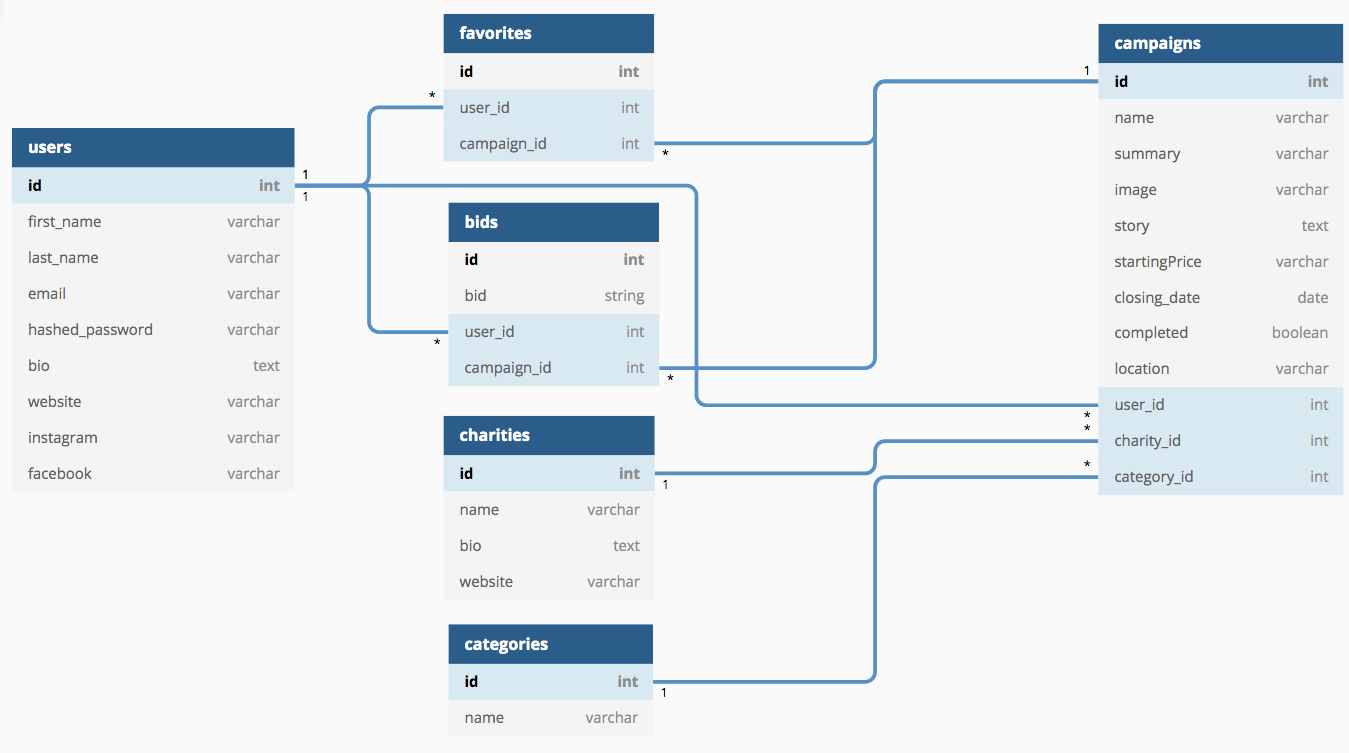 users
id int
first_name varchar
last_name varchar
email varchar
hashed_password varchar
bio text
website varchar
instagram varchar
facebook varchar
1
1
favorites
id int
* user_id int
campaign_id int *
bids
id int
bid string
* user_id int
campaign_id int *
charities
id int 1
name varchar
bio text
website varchar
categories
id int 1
name varchar
campaigns
1 id int
name varchar
summary varchar
image varchar
story text
startingPrice varchar
closing_date date
completed boolean
location varchar
* user_id int
* charity_id int
* category_id int